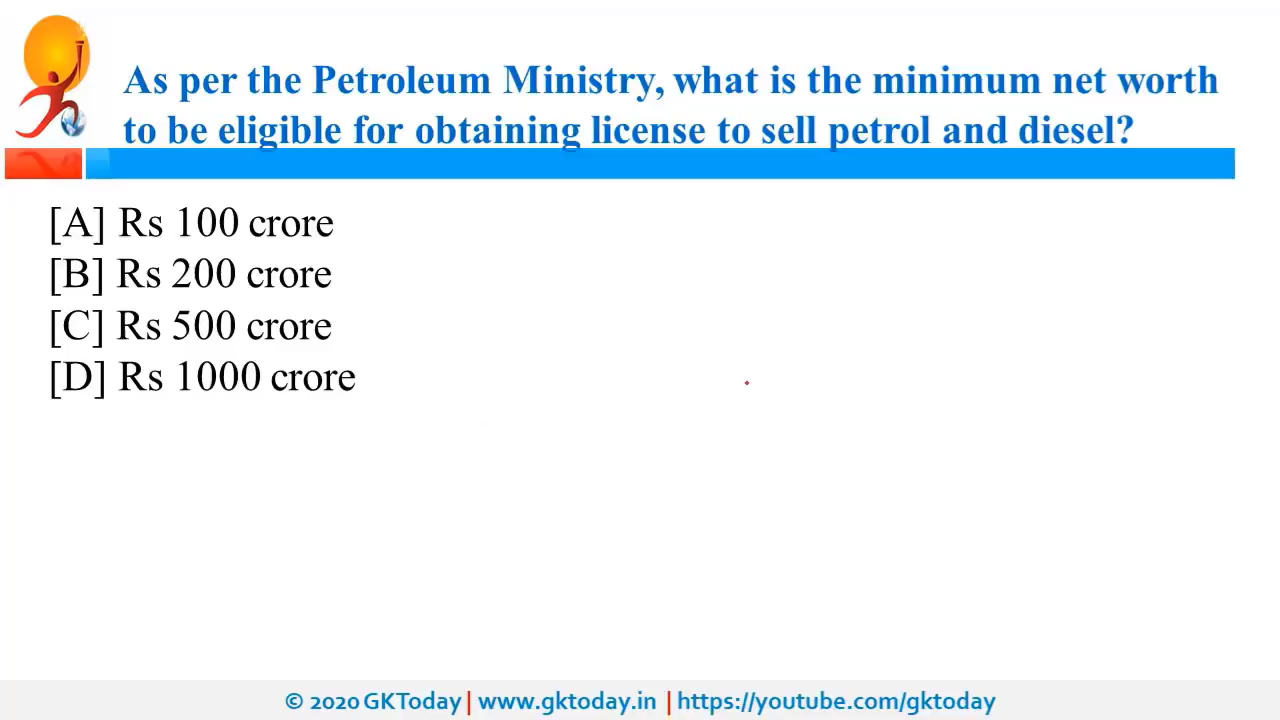 As per the Petroleum Ministry, what is the minimum net worth
to be eligible for obtaining license to sell petrol and diesel?
[A] Rs 100 crore
[B] Rs 200 crore
[C] Rs 500 crore
[D] Rs 1000 crore
© 2020 GKToday | www.gktoday.in | https://youtube.com/gktoday